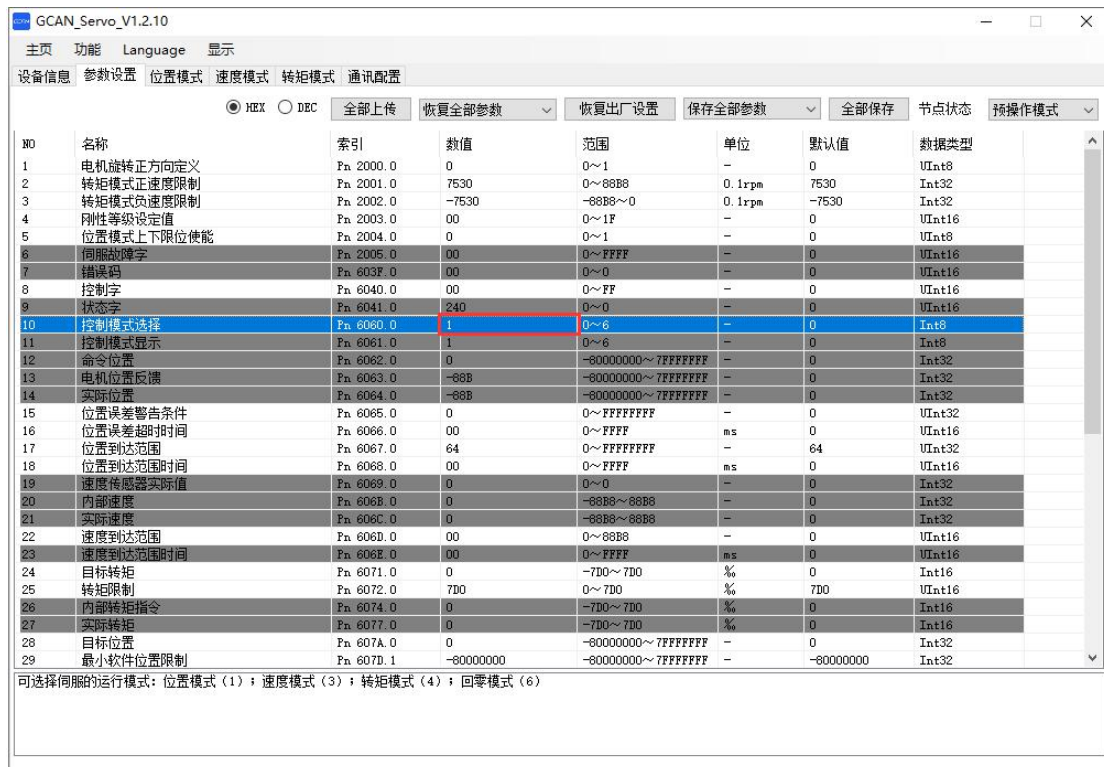 GCAN_Servo_V1.2.10
主页 功能 Language 显示
设备信息 参数设置 位置模式 速度模式 转矩模式 通讯配置
HEX DEC 全部上传 恢复全部参数 恢复出厂设置 保存全部参数 全部保存 节点状态 预操作模式
NO 名称 索引 数值 范围 单位 默认值 数据类型
1 电机旋转正方向定义 Pn 2000.0 0 0~1 - 0 UInt8
2 转矩模式正速度限制 Pn 2001.0 7530 0~88B8 0.1rpm 7530 Int32
3 转矩模式负速度限制 Pn 2002.0 -7530 -88B8~0 0.1rpm -7530 Int32
4 刚性等级设定值 Pn 2003.0 00 0~1F - 0 UInt16
5 位置模式上下限位使能 Pn 2004.0 0 0~1 - 0 UInt8
6 伺服故障字 Pn 2005.0 00 0~FFFF - 0 UInt16
7 错误码 Pn 603F.0 00 0~0 - 0 UInt16
8 控制字 Pn 6040.0 00 0~FF - 0 UInt16
9 状态字 Pn 6041.0 240 0~0 - 0 UInt16
10 控制模式选择 Pn 6060.0 1 0~6 - 0 Int8
11 控制模式显示 Pn 6061.0 1 0~6 - 0 Int8
12 命令位置 Pn 6062.0 0 -80000000~7FFFFFFF - 0 Int32
13 电机位置反馈 Pn 6063.0 -88B -80000000~7FFFFFFF - 0 Int32
14 实际位置 Pn 6064.0 -88B -80000000~7FFFFFFF - 0 Int32
15 位置误差警告条件 Pn 6065.0 0 0~FFFFFFFF - 0 UInt32
16 位置误差超时时间 Pn 6066.0 00 0~FFFF ms 0 UInt16
17 位置到达范围 Pn 6067.0 64 0~FFFFFFFF - 64 UInt32
18 位置到达范围时间 Pn 6068.0 00 0~FFFF ms 0 UInt16
19 速度传感器实际值 Pn 6069.0 0 0~0 - 0 Int32
20 内部速度 Pn 606B.0 0 -88B8~88B8 - 0 Int32
21 实际速度 Pn 606C.0 0 -88B8~88B8 - 0 Int32
22 速度到达范围 Pn 606D.0 00 0~88B8 - 0 UInt16
23 速度到达范围时间 Pn 606E.0 00 0~FFFF ms 0 UInt16
24 目标转矩 Pn 6071.0 0 -7D0~7D0 ‰ 0 Int16
25 转矩限制 Pn 6072.0 7D0 0~7D0 ‰ 7D0 UInt16
26 内部转矩指令 Pn 6074.0 0 -7D0~7D0 ‰ 0 Int16
27 实际转矩 Pn 6077.0 0 -7D0~7D0 ‰ 0 Int16
28 目标位置 Pn 607A.0 0 -80000000~7FFFFFFF - 0 Int32
29 最小软件位置限制 Pn 607D.1 -80000000 -80000000~7FFFFFFF - -80000000 Int32
可选择伺服的运行模式：位置模式（1）；速度模式（3）；转矩模式（4）；回零模式（6）